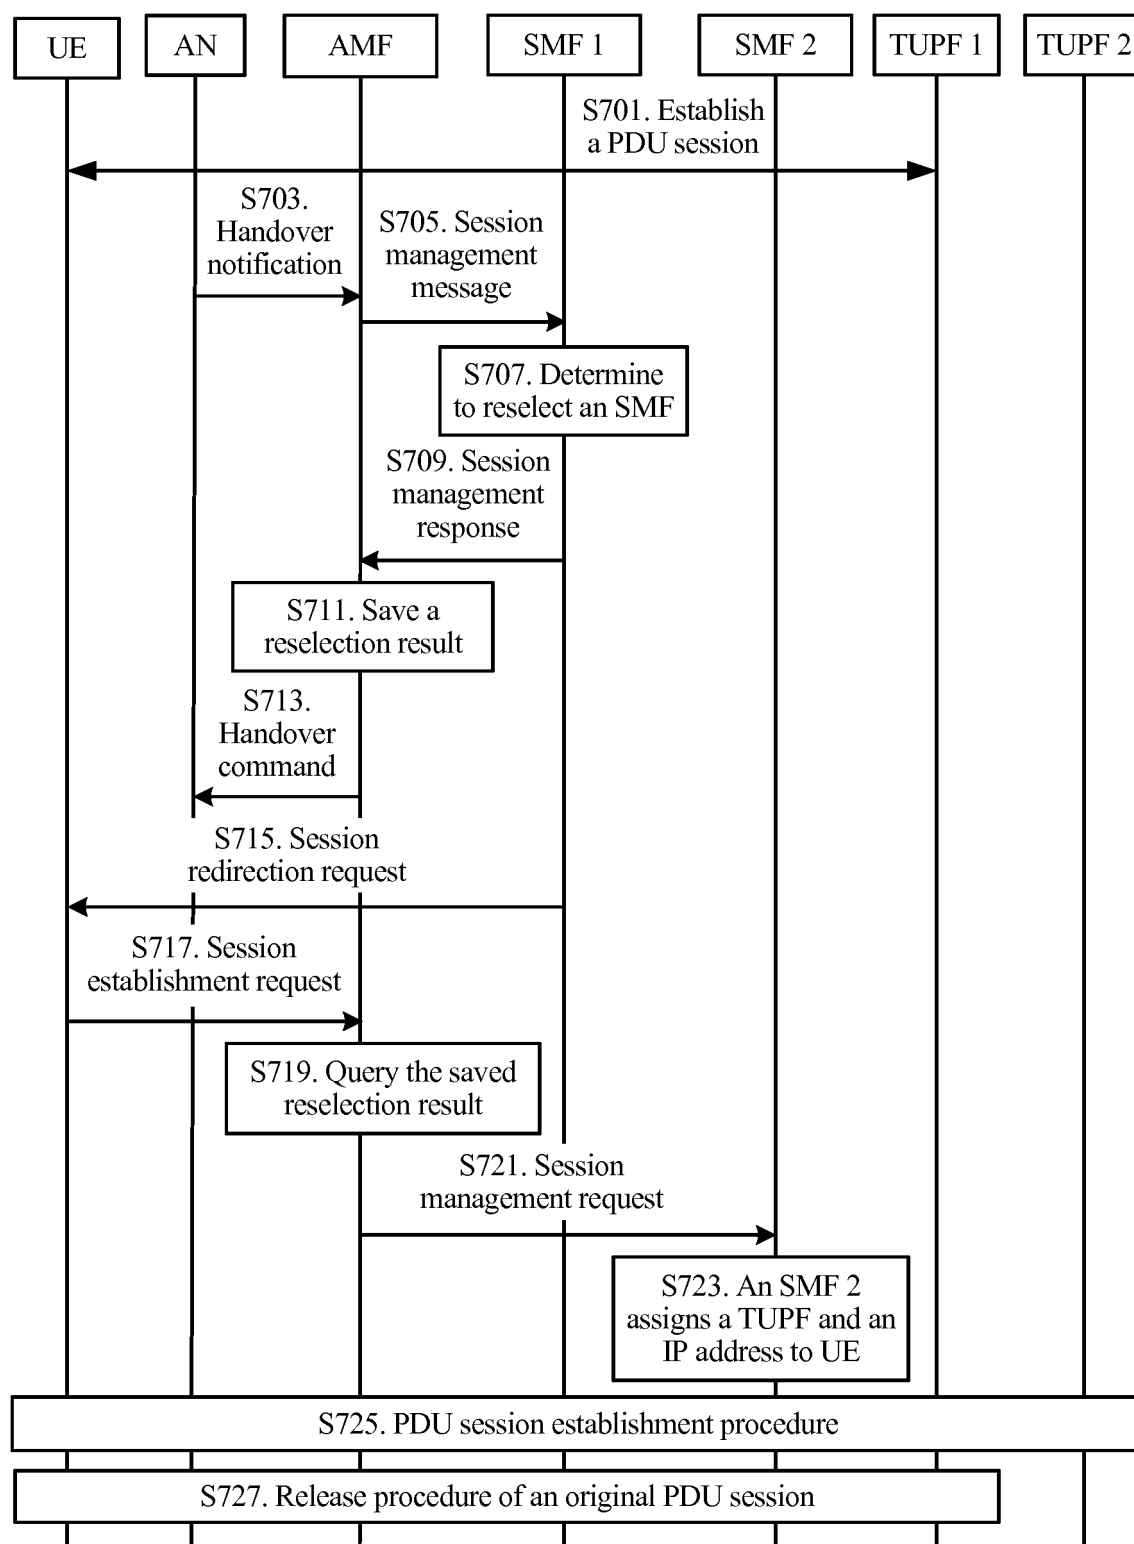 UE
AN
AMF
SMF 1
SMF 2
TUPF 1
TUPF 2
S701. Establish
a PDU session
S703.
Handover
notification
S705. Session
management
message
S707. Determine
to reselect an SMF
S709. Session
management
response
S711. Save a
reselection result
S713.
Handover
command
S715. Session
redirection request
S717. Session
establishment request
S719. Query the saved
reselection result
S721. Session
management request
S723. An SMF 2
assigns a TUPF and an
IP address to UE
S725. PDU session establishment procedure
S727. Release procedure of an original PDU session